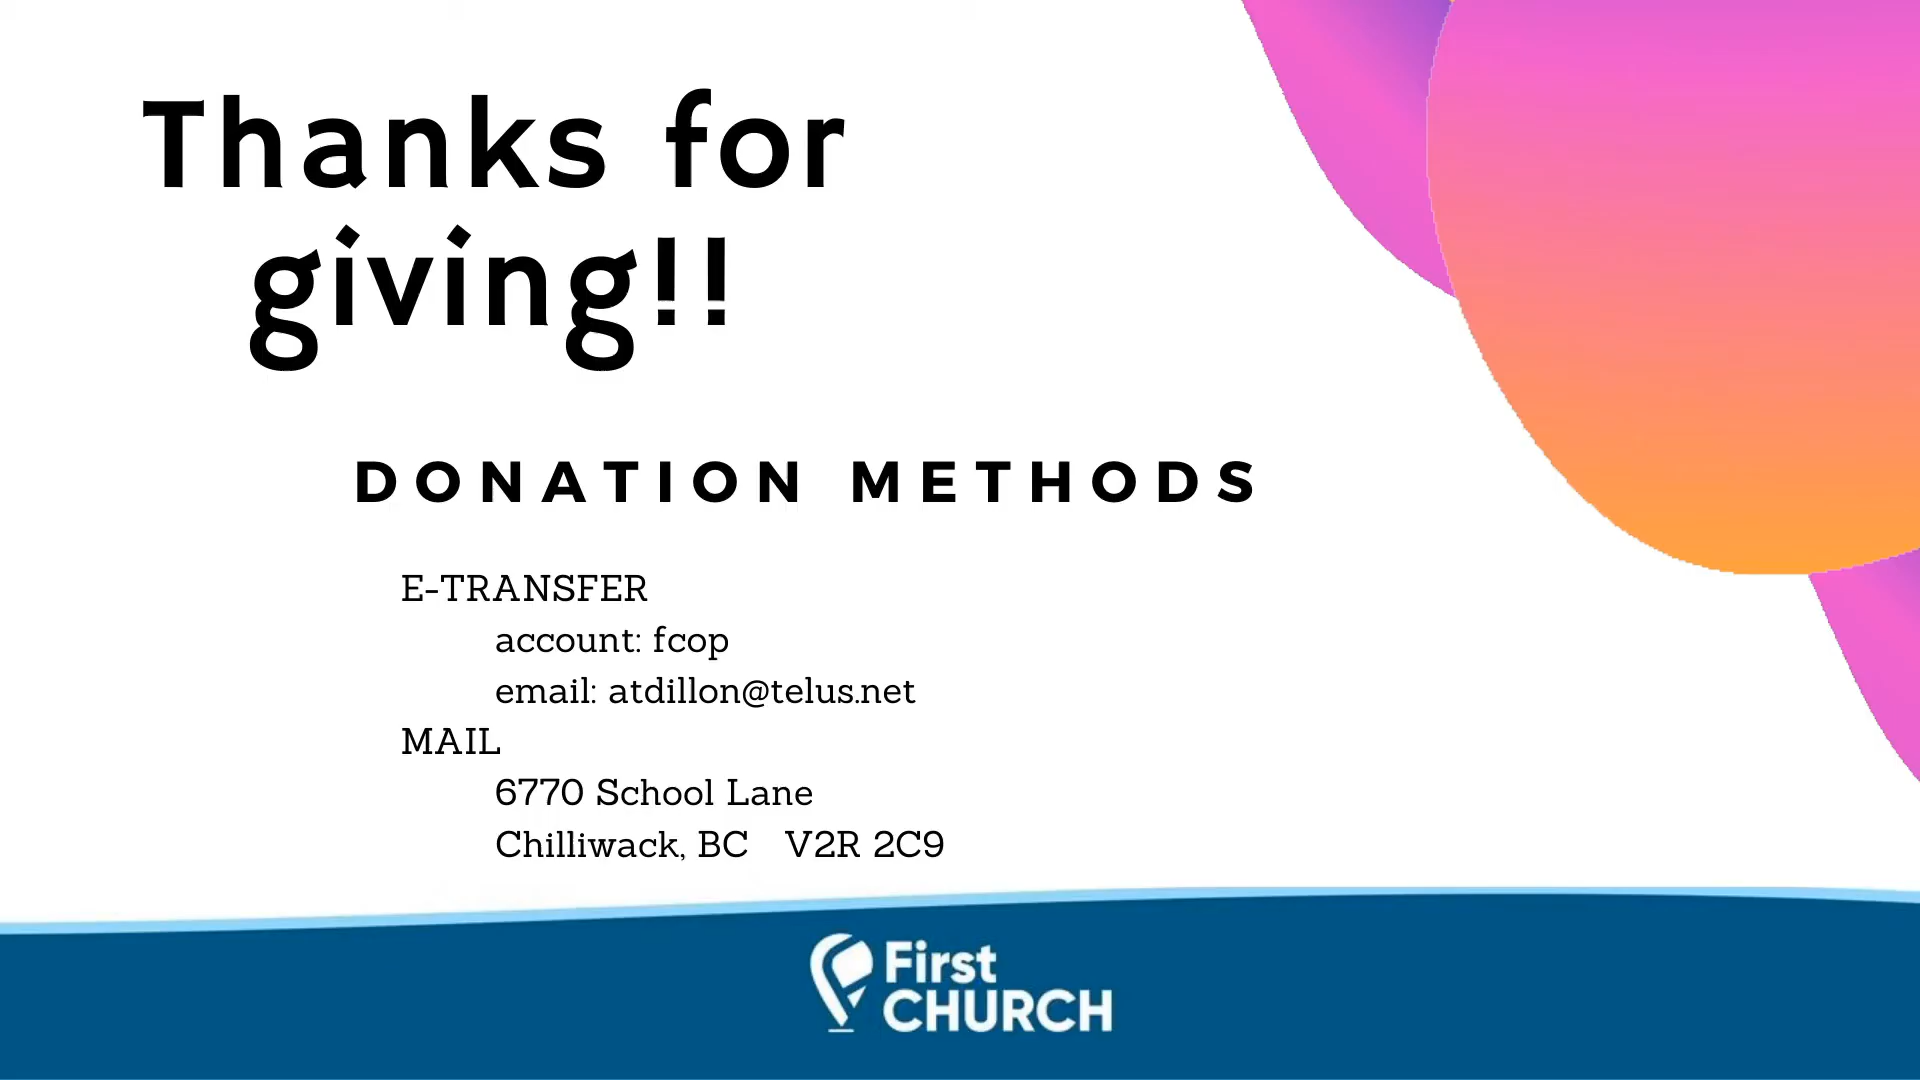 Thanks for
giving!!
DONATION METHODS
E-TRANSFER
account: fcop
email: atdillon@telus.net
MAIL
6770 School Lane
Chilliwack, BC V2R 2C9
First
CHURCH